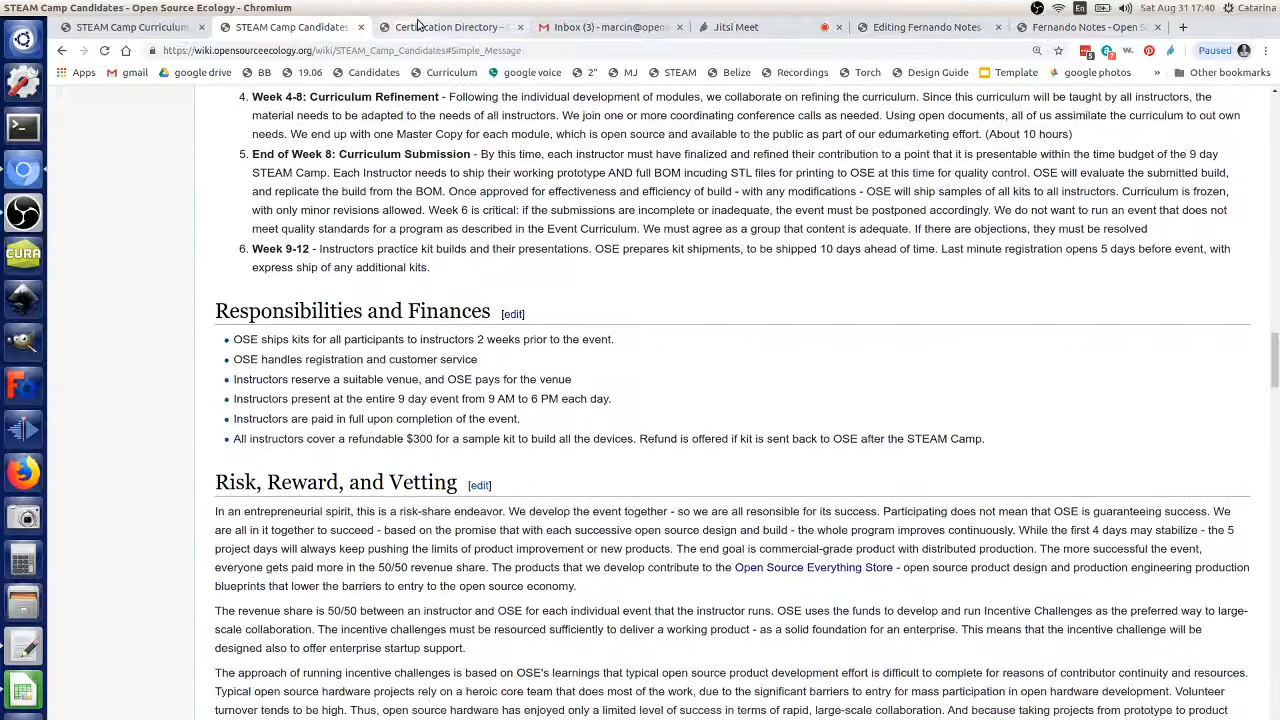 STEAM Camp Candidates - Open Source Ecology - Chromium
En
Sat Aug 31 17:40
Catarina
STEAM Camp Curriculum
STEAM Camp Candidates
Certification Directory - O
Inbox (3) - marcin@open
Jitsi Meet
Editing Fernando Notes
Fernando Notes - Open S
https://wiki.opensourceecology.org/wiki/STEAM_Camp_Candidates#Simple_Message
Paused
Apps
gmail
google drive
BB
19.06
Candidates
Curriculum
google voice
2"
MJ
STEAM
Belize
Recordings
Torch
Design Guide
Template
google photos
»
Other bookmarks
4. Week 4-8: Curriculum Refinement - Following the individual development of modules, we collaborate on refining the curriculum. Since this curriculum will be taught by all instructors, the
material needs to be adapted to the needs of all instructors. We join one or more coordination conference calls as needed. Using open documents, all of us assimilate the curriculum to out own
needs. We end up with one Master Copy for each module, which is open source and available to the public as part of our edumarketing effort. (About 10 hours)
5. End of Week 8: Curriculum Submission - By this time, each instructor must have finalized and refined their contribution to a point that it is presentable within the time budget of the 9 day
STEAM Camp. Each Instructor needs to ship their working prototype AND full BOM incuding STL files for printing to OSE at this time for quality control. OSE will evaluate the submitted build,
and replicate the build from the BOM. Once approved for effectiveness and efficiency of build - with any modifications - OSE will ship samples of all kits to all instructors. Curriculum is frozen,
with only minor revisions allowed. Week 6 is critical: if the submissions are incomplete or inadequate, the event must be postponed accordingly. We do not want to run an event that does not
meet quality standards for a program described in the Event Curriculum. We must agree as a group that content is adequate. If there are objections, they must be resolved
6. Week 9-12 - Instructors practice kit builds and their presentations. OSE prepares kit shipments, to be shipped 10 days ahead of time. Last minute registration opens 5 days before event, with
express ship of any additional kits.
Responsibilities and Finances [edit]
OSE ships kits for all participants to instructors 2 weeks prior to the event.
OSE handles registration and customer service
Instructors reserve a suitable venue, and OSE pays for the venue
Instructors present at the entire 9 day event from 9 AM to 6 PM each day.
Instructors are paid in full upon completion of the event.
All instructors cover a refundable $300 for a sample kit to build all the devices. Refund is offered if kit is sent back to OSE after the STEAM Camp.
Risk, Reward, and Vetting [edit]
In an entrepreneurial spirit, this is a risk-share endeavor. We develop the event together - so we are all resonsible for its success. Participating does not mean that OSE is guaranteeing success. We
are all in it together to succeed - based on the premise that with each successive open source event and build - the whole program improves continuously. While the first 4 days may stabilize - the 5
project days will always keep pushing the limits of product improvement or new products. The end goal is commercial-grade product with distributed production. The more successful the event,
everyone gets paid more in the 50/50 revenue share. The products that we develop contribute to the Open Source Everything Store - open source product design and production engineering production
blueprints that lower the barriers to entry to the open source economy.
The revenue share is 50/50 between an instructor and OSE for each individual event that the instructor runs. OSE uses the funds to develop and run Incentive Challenges as the preferred way to large-
scale collaboration. The incentive challenges must be resourced sufficiently to deliver a working product - as a solid foundation for an enterprise. This means that the incentive challenge will be
designed also to offer enterprise startup support.
The approach of running incentive challenges is based on OSE's learnings that typical open source product development effort is difficult to complete for reasons of contributor continuity and resources.
Typical open source hardware projects rely on a heroic core team that does most of the work, due to the significant barriers to entry for mass participation in open hardware development. Volunteer
turnover tends to be high. Thus, open source hardware has enjoyed only a limited level of success in terms of rapid, large-scale collaboration. And because taking projects from prototype to product
CURA